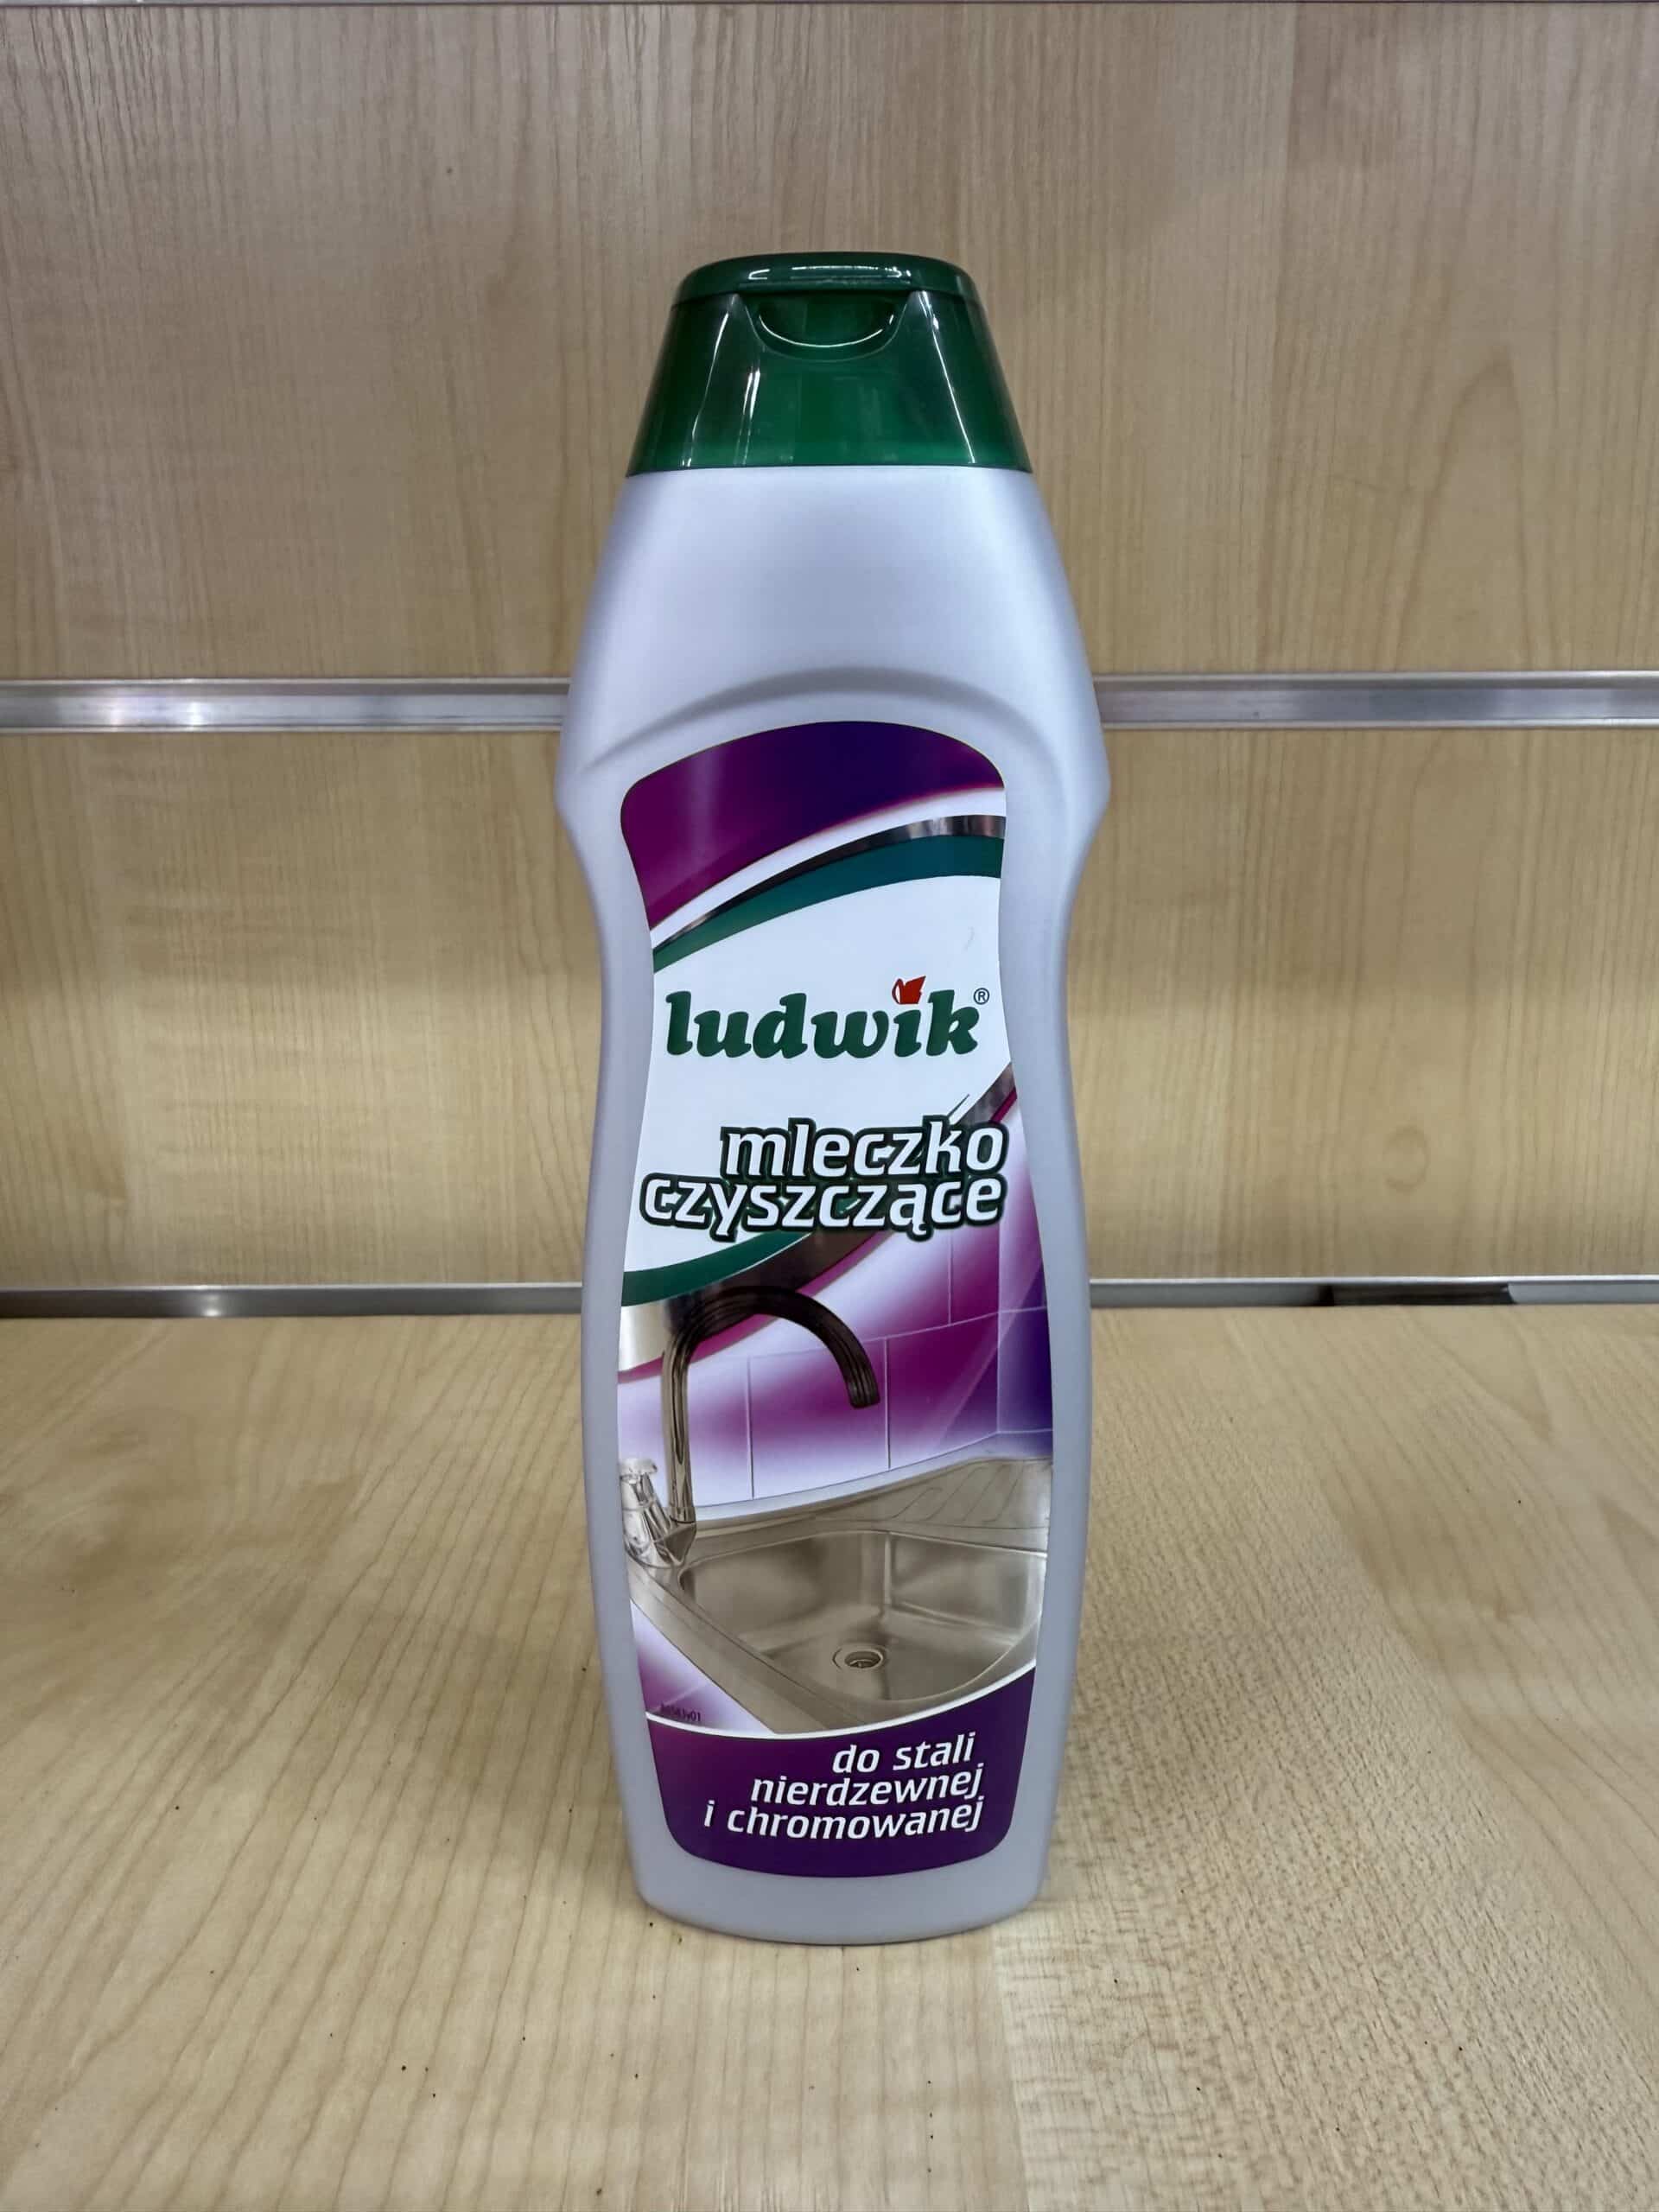 ludwik®
mleczko
czyszczące
do stali
nierdzewnej
i chromowanej